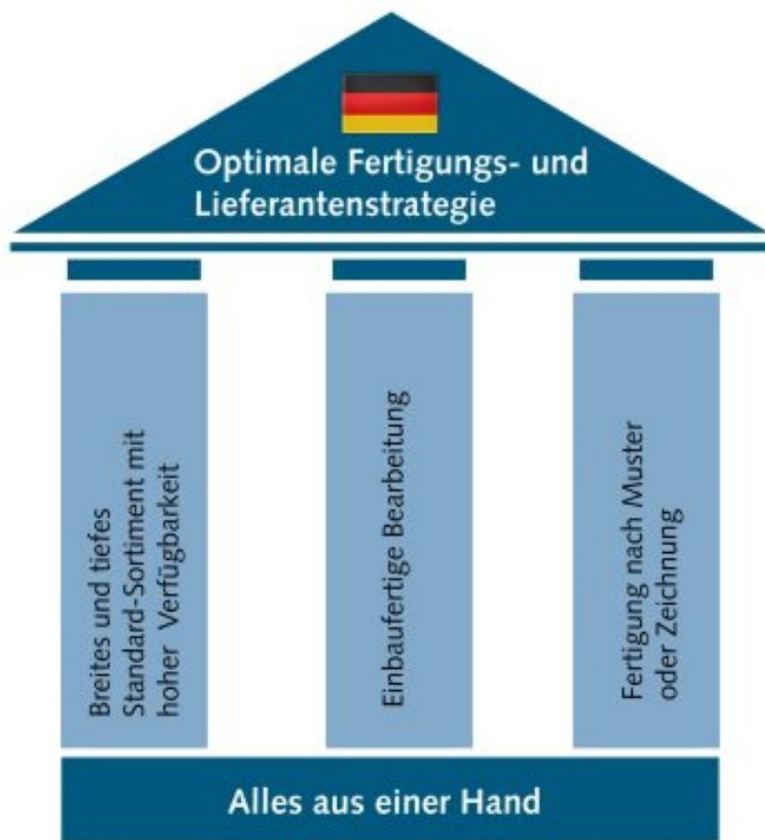 Optimale Fertigungs- und
Lieferantenstrategie
Breites und tiefes
Standard-Sortiment mit
hoher Verfügbarkeit
Einbaufertige Bearbeitung
Fertigung nach Muster
oder Zeichnung
Alles aus einer Hand